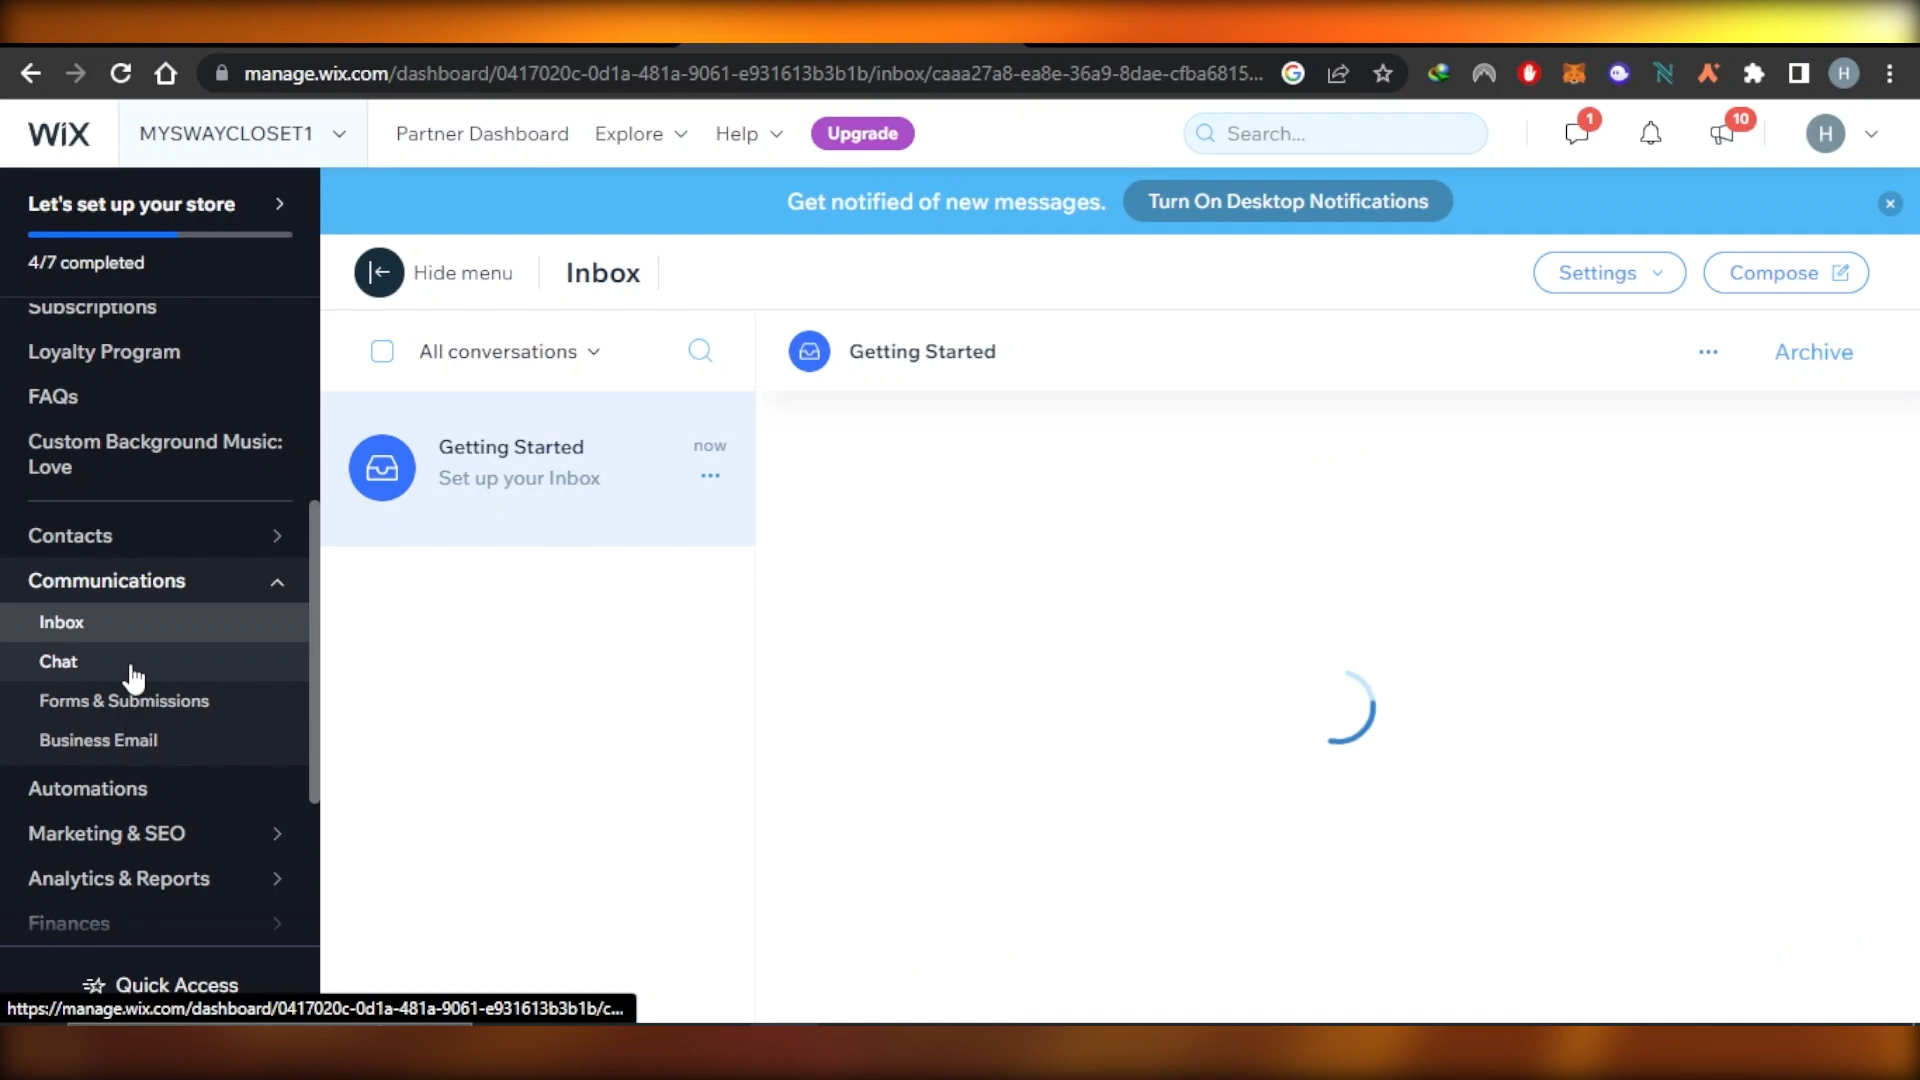 manage.wix.com/dashboard/0417020c-0d1a-481a-9061-e931613b3b1b/inbox/caaa27a8-ea8e-36a9-8dae-cfba6815...
H
WiX
MYSWAYCLOSET1
Partner Dashboard
Explore
Help
Upgrade
Search...
1
10
H
Let's set up your store
4/7 completed
Get notified of new messages.
Turn On Desktop Notifications
Hide menu
Inbox
Settings
Compose
Subscriptions
Loyalty Program
FAQs
Custom Background Music:
Love
Contacts
Communications
Inbox
Chat
Forms & Submissions
Business Email
Automations
Marketing & SEO
Analytics & Reports
Finances
Quick Access
All conversations
Getting Started
now
Set up your Inbox
Getting Started
Archive
https://manage.wix.com/dashboard/0417020c-0d1a-481a-9061-e931613b3b1b/c...